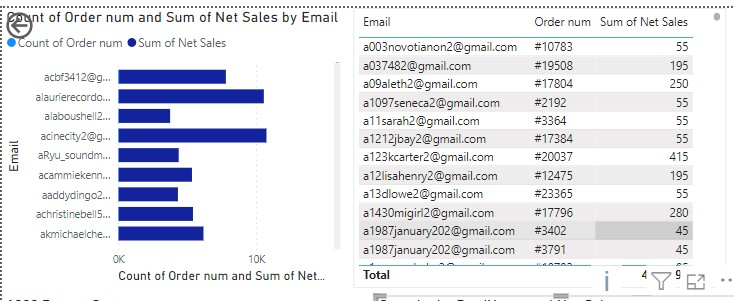 Count of Order num and Sum of Net Sales by Email
Count of Order num Sum of Net Sales
Email
acbf3412@g...
alaurierecordo...
alaboushell2...
acinecity2@g...
aRyu_soundm...
acammiekenn...
aaddydingo2...
achristinebell5...
akmichaelche...
0K 10K
Count of Order num and Sum of Net...
Email Order num Sum of Net Sales
a003novotianon2@gmail.com #10783 55
a037482@gmail.com #19508 195
a09aleth2@gmail.com #17804 250
a1097seneca2@gmail.com #2192 55
a11sarah2@gmail.com #3364 55
a1212jbay2@gmail.com #17384 55
a123kcarter2@gmail.com #20037 415
a12lisahenry2@gmail.com #12475 195
a13dlowe2@gmail.com #23365 55
a1430migirl2@gmail.com #17796 280
a1987january202@gmail.com #3402 45
a1987january202@gmail.com #3791 45
Total